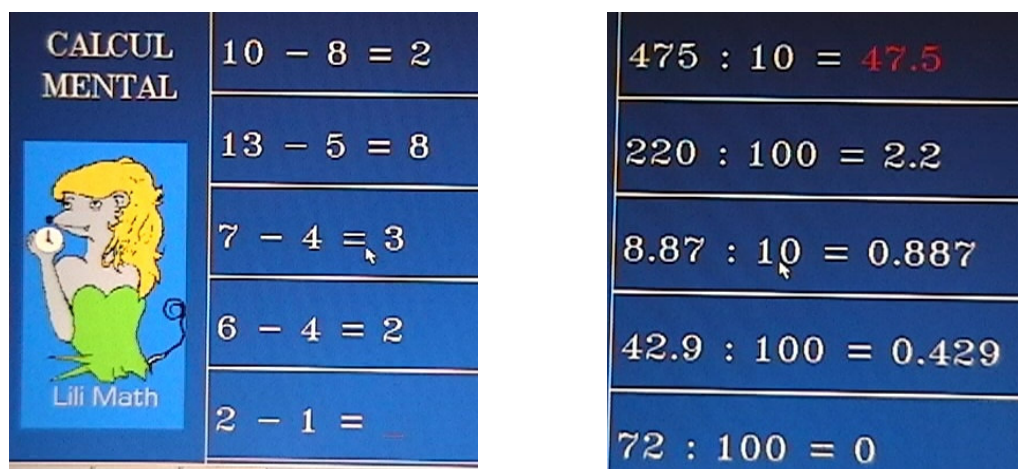 CALCUL
MENTAL
Lili Math
10 – 8 = 2
13 – 5 = 8
7 – 4 = 3
6 – 4 = 2
2 – 1 = _
475 : 10 = 47.5
220 : 100 = 2.2
8.87 : 10 = 0.887
42.9 : 100 = 0.429
72 : 100 = 0